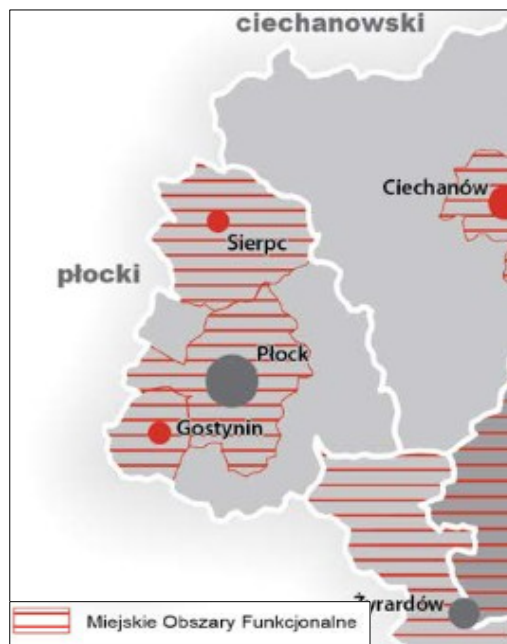 ciechanowski
Ciechanów
Sierpc
płocki
Płock
Gostynin
Żyrardów
Miejskie Obszary Funkcjonalne